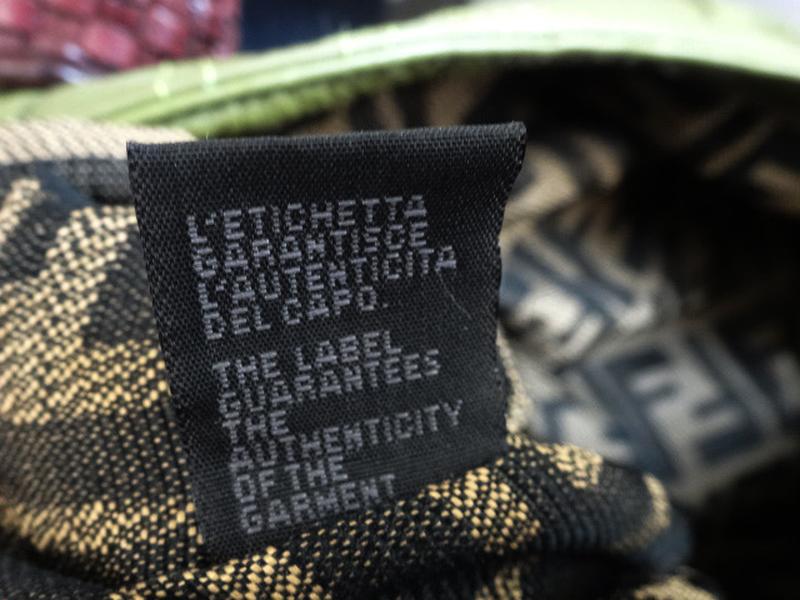 L'ETICHETTA
GARANTISCE
L'AUTENTICITA
DEL CAPO.
THE LABEL
GUARANTEES
THE
AUTHENTICITY
OF THE
GARMENT